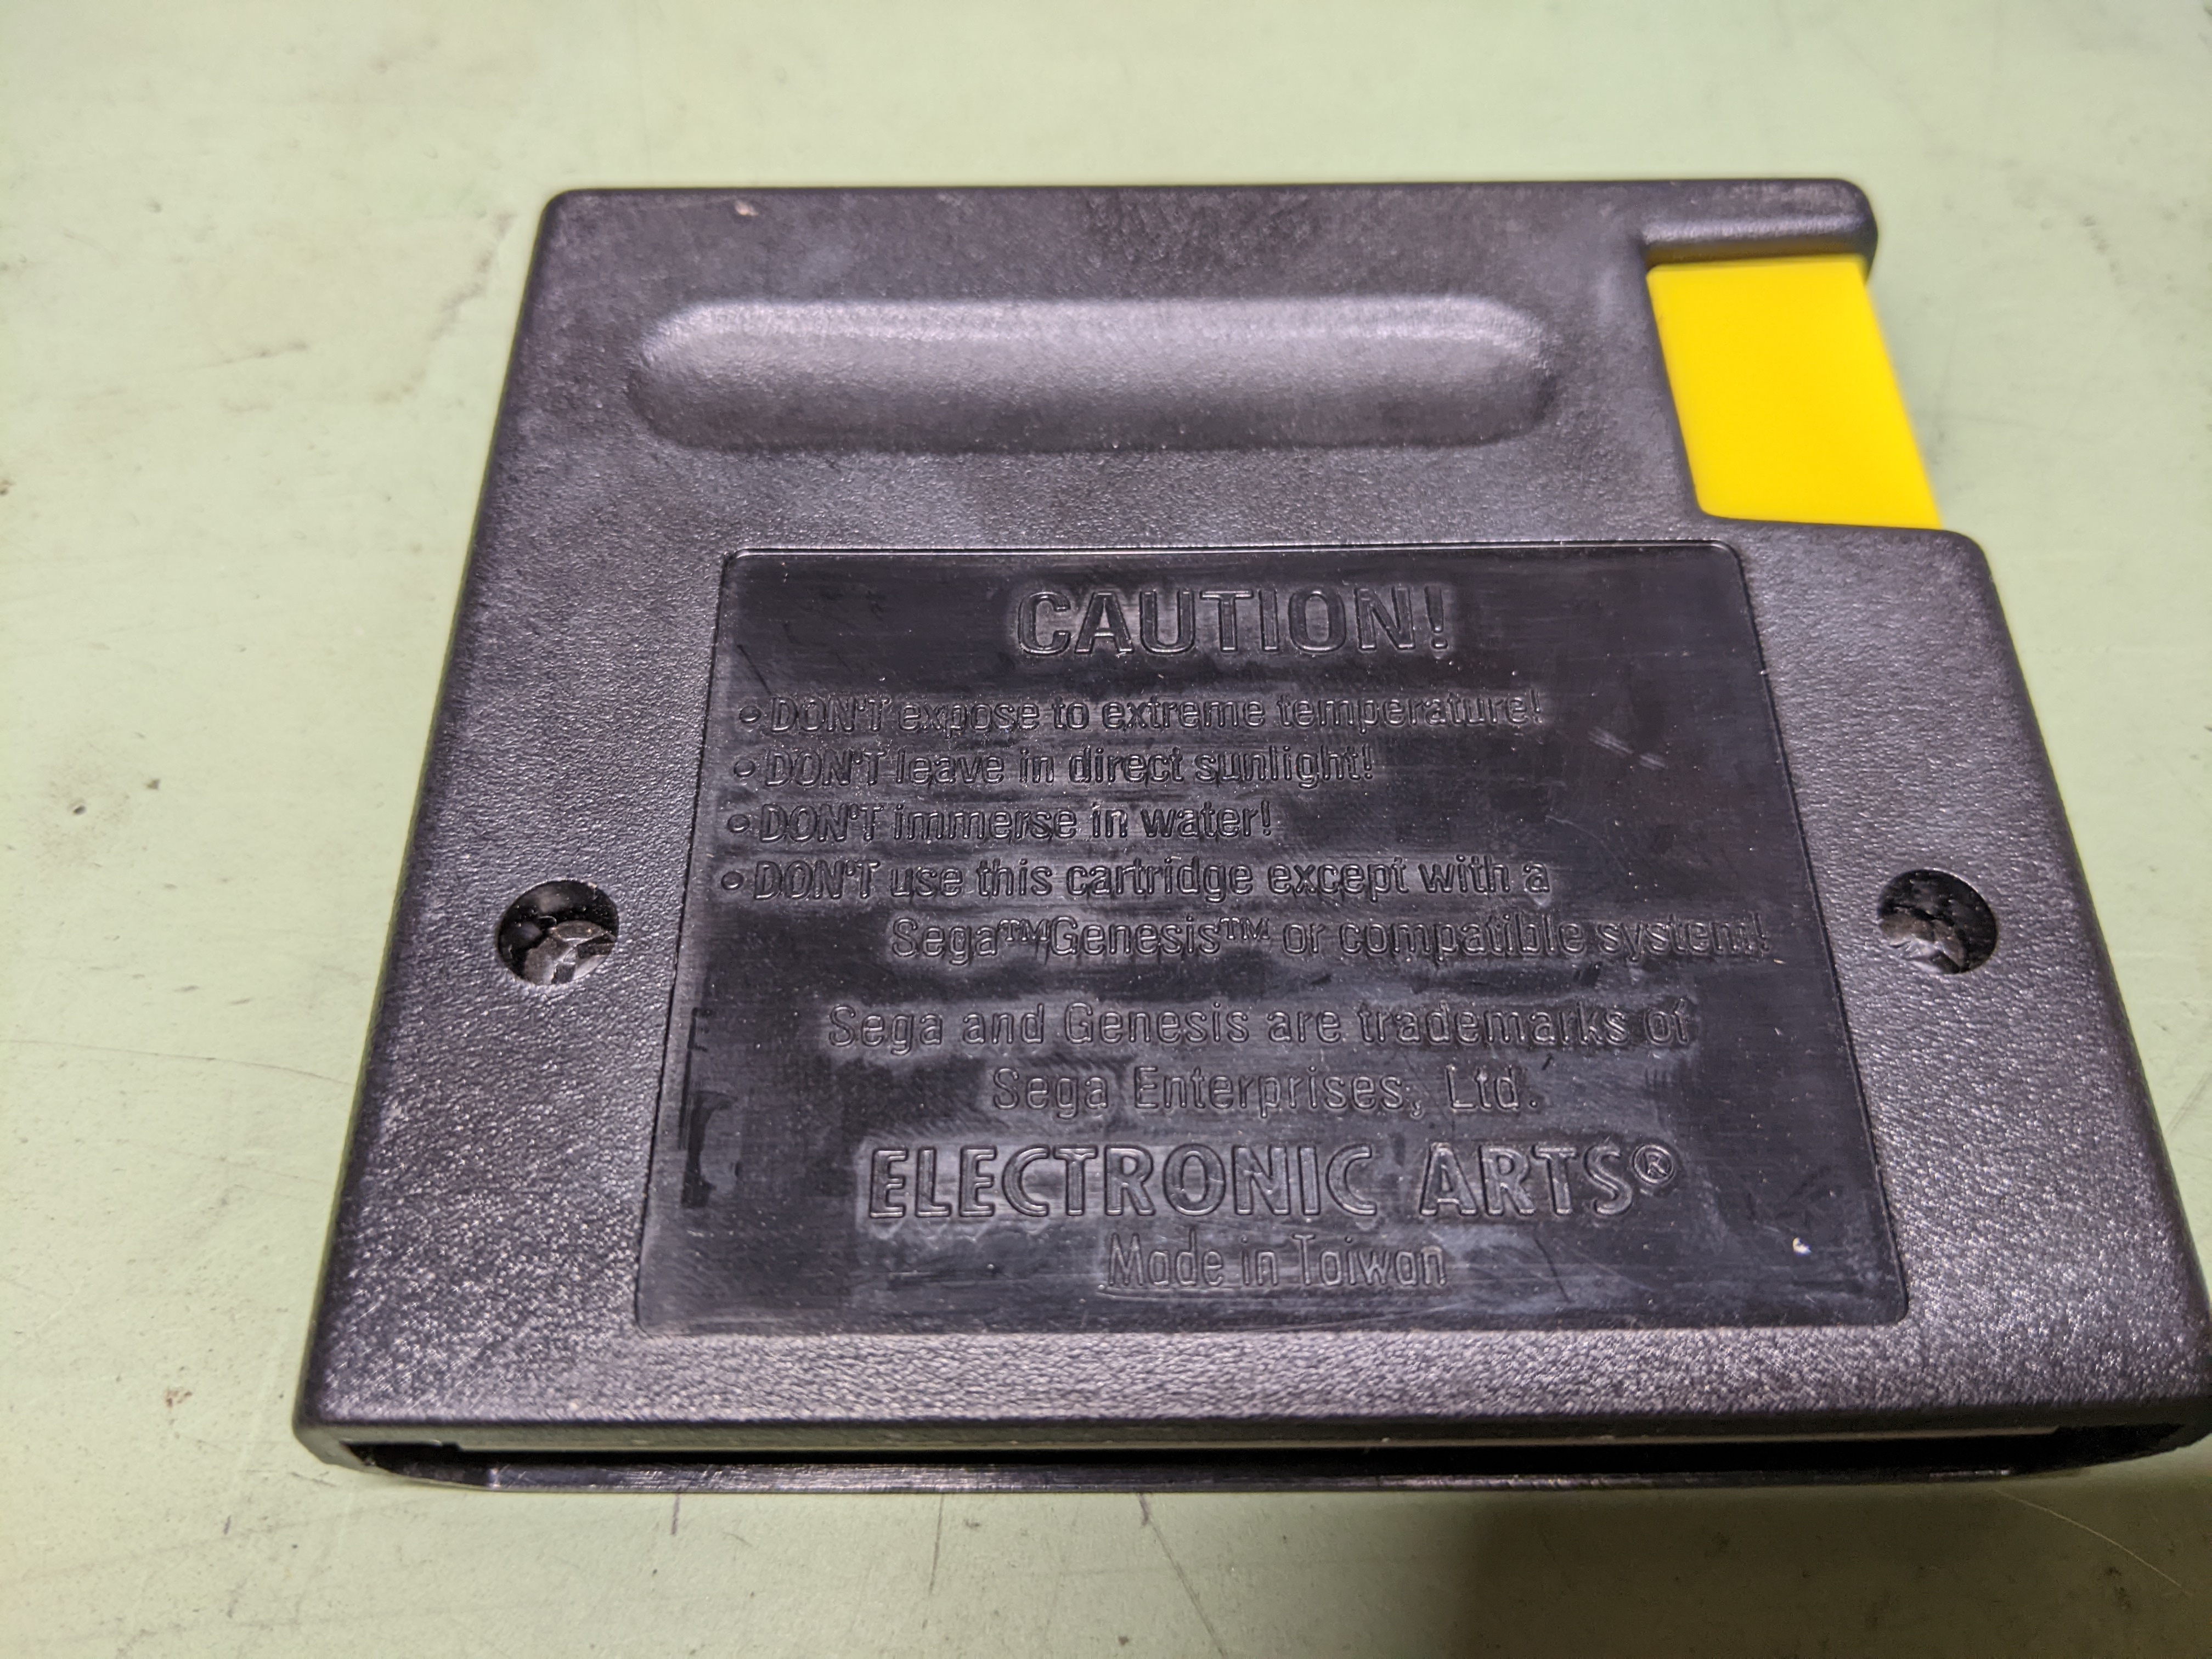 CAUTION!
• DON'T expose to extreme temperature!
• DON'T leave in direct sunlight!
• DON'T immerse in water!
• DON'T use this cartridge except with a
Sega™Genesis™ or compatible system!
Sega and Genesis are trademarks of
Sega Enterprises, Ltd.
ELECTRONIC ARTS®
Made in Taiwan